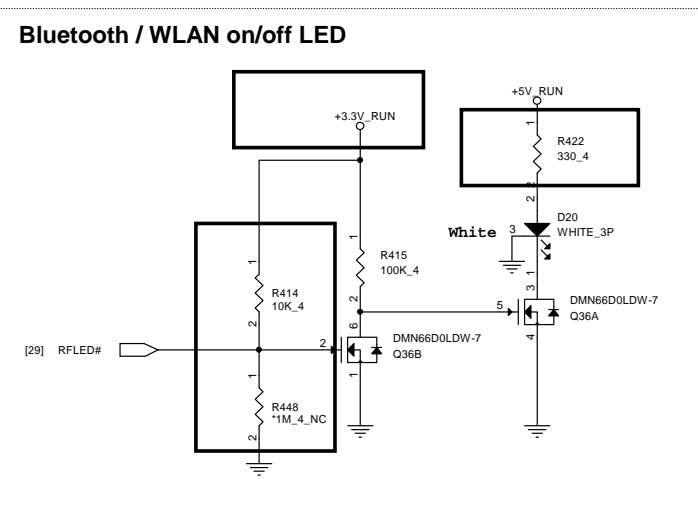 Bluetooth / WLAN on/off LED
+3.3V_RUN
+5V_RUN
1
R422
330_4
2
2
D20
WHITE_3P
White
3
1
1
R415
100K_4
2
1
R414
10K_4
2
3
DMN66D0LDW-7
Q36A
5
4
6
DMN66D0LDW-7
Q36B
2
1
[29] RFLED#
1
R448
*1M_4_NC
2